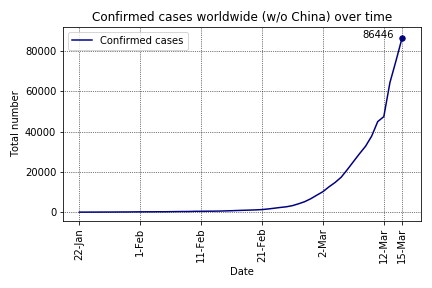 Confirmed cases worldwide (w/o China) over time
Confirmed cases
86446
Total number
80000
60000
40000
20000
0
22-Jan
1-Feb
11-Feb
21-Feb
2-Mar
12-Mar
15-Mar
Date